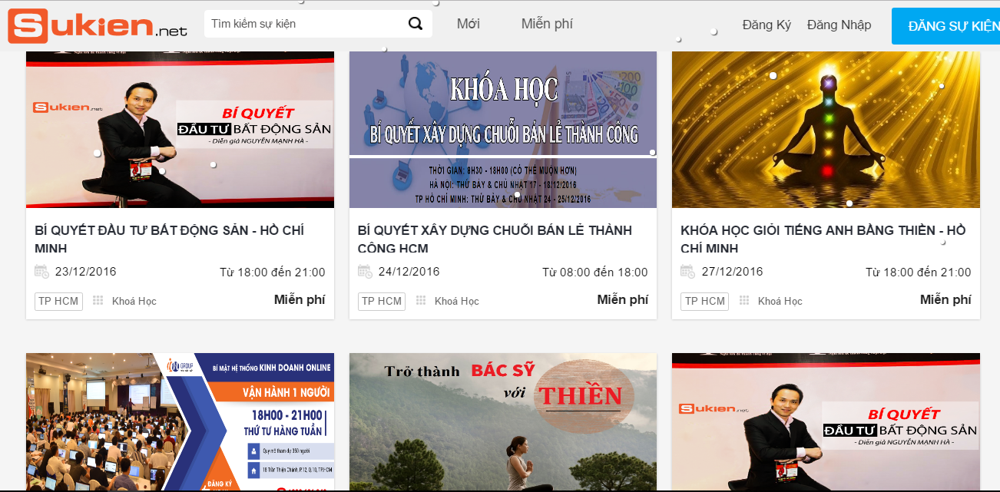 Sukien.net
Tìm kiếm sự kiện
Mới
Miễn phí
Đăng Ký
Đăng Nhập
ĐĂNG SỰ KIỆN
Sukien.net
BÍ QUYẾT
ĐẦU TƯ BẤT ĐỘNG SẢN
- Diễn giả NGUYỄN MẠNH HÀ -
KHÓA HỌC
BÍ QUYẾT XÂY DỰNG CHUỖI BÁN LẺ THÀNH CÔNG
THỜI GIAN: 8H30 - 18H00 (CÓ THỂ MUỘN HƠN)
HÀ NỘI: THỨ BẢY & CHỦ NHẬT 17 - 18/12/2016
TP HỒ CHÍ MINH: THỨ BẢY & CHỦ NHẬT 24 - 25/12/2016
BÍ QUYẾT ĐẦU TƯ BẤT ĐỘNG SẢN - HỒ CHÍ
MINH
23/12/2016
Từ 18:00 đến 21:00
TP HCM
Khoá Học
Miễn phí
BÍ QUYẾT XÂY DỰNG CHUỖI BÁN LẺ THÀNH
CÔNG HCM
24/12/2016
Từ 08:00 đến 18:00
TP HCM
Khoá Học
Miễn phí
KHÓA HỌC GIỎI TIẾNG ANH BẰNG THIỀN - HỒ
CHÍ MINH
27/12/2016
Từ 18:00 đến 21:00
TP HCM
Khoá Học
Miễn phí
GROUP
BÍ MẬT HỆ THỐNG KINH DOANH ONLINE
VẬN HÀNH 1 NGƯỜI
18H00 - 21H00
THỨ TƯ HÀNG TUẦN
Quy mô tham dự 350 người
18 Trần Thiện Chánh, P.12, Q.10, TP.HCM
ĐĂNG KÝ
Trở thành BÁC SỸ
với THIỀN
Sukien.net
BÍ QUYẾT
ĐẦU TƯ BẤT ĐỘNG SẢN
- Diễn giả NGUYỄN MẠNH HÀ -